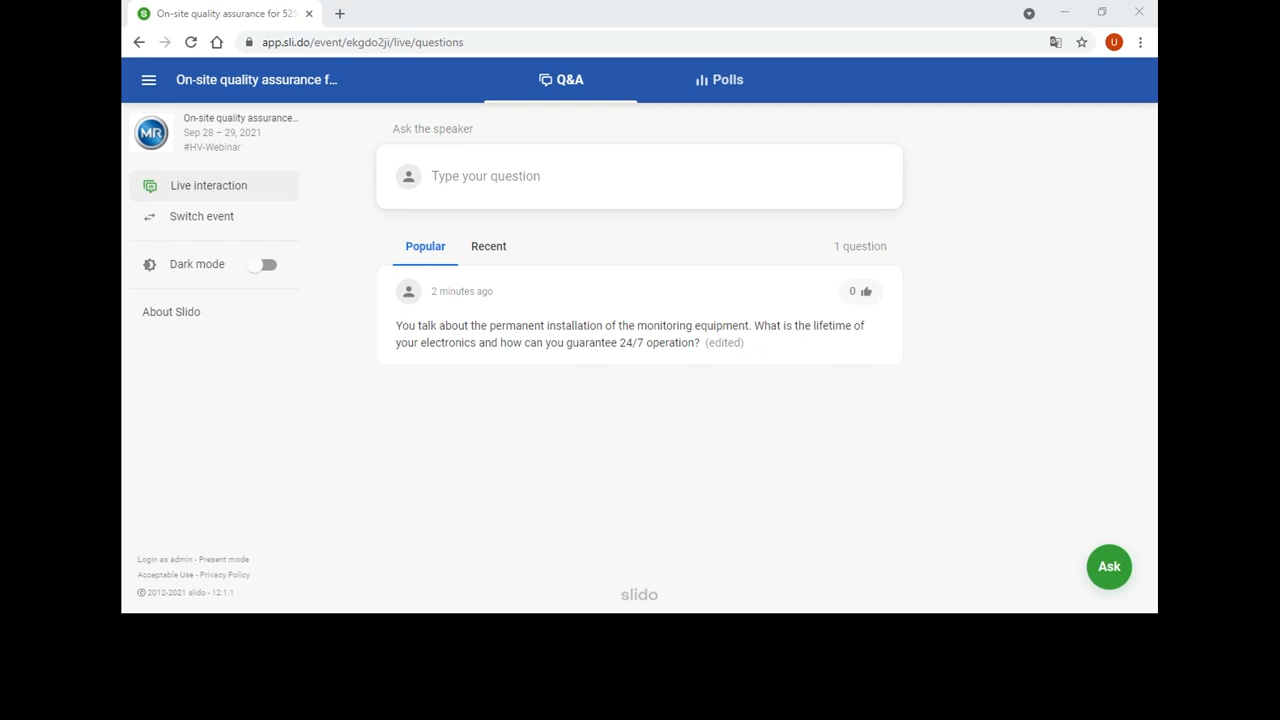 On-site quality assurance for 525
app.sli.do/event/ekgdo2ji/live/questions
U
On-site quality assurance f...
Q&A
Polls
MR
On-site quality assurance...
Sep 28 – 29, 2021
#HV-Webinar
Live interaction
Switch event
Dark mode
About Slido
Ask the speaker
Type your question
Popular
Recent
1 question
2 minutes ago
0
You talk about the permanent installation of the monitoring equipment. What is the lifetime of
your electronics and how can you guarantee 24/7 operation? (edited)
Login as admin - Present mode
Acceptable Use - Privacy Policy
© 2012-2021 slido - 12.1.1
slido
Ask